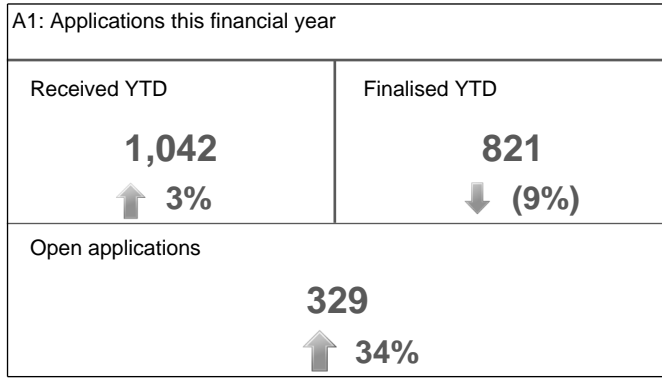 A1: Applications this financial year
Received YTD
1,042
3%
Finalised YTD
821
(9%)
Open applications
329
34%